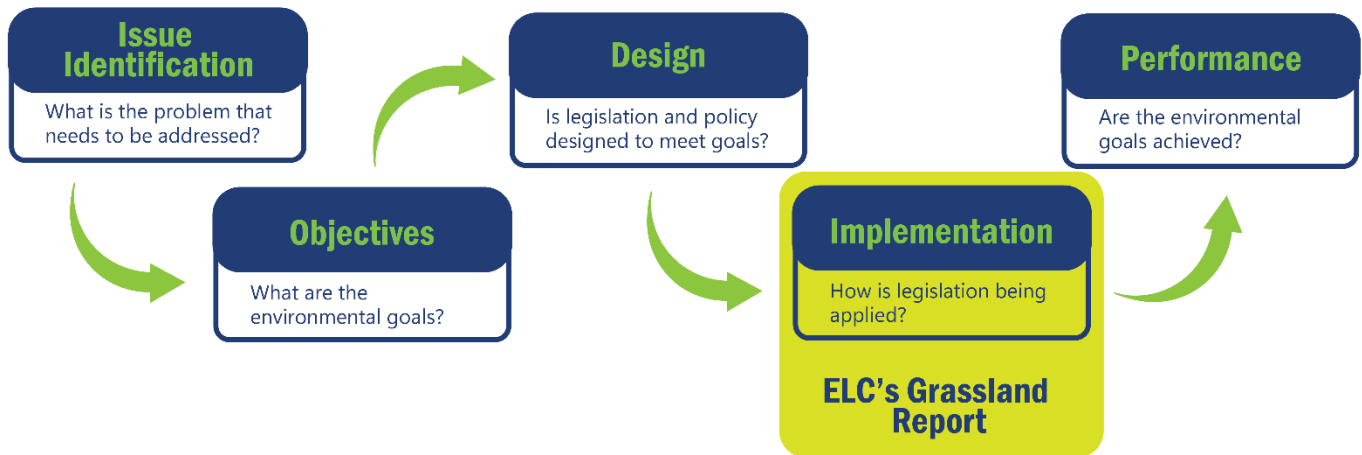 Issue
Identification
What is the problem that
needs to be addressed?
Objectives
What are the
environmental goals?
Design
Is legislation and policy
designed to meet goals?
Implementation
How is legislation being
applied?
ELC's Grassland
Report
Performance
Are the environmental
goals achieved?